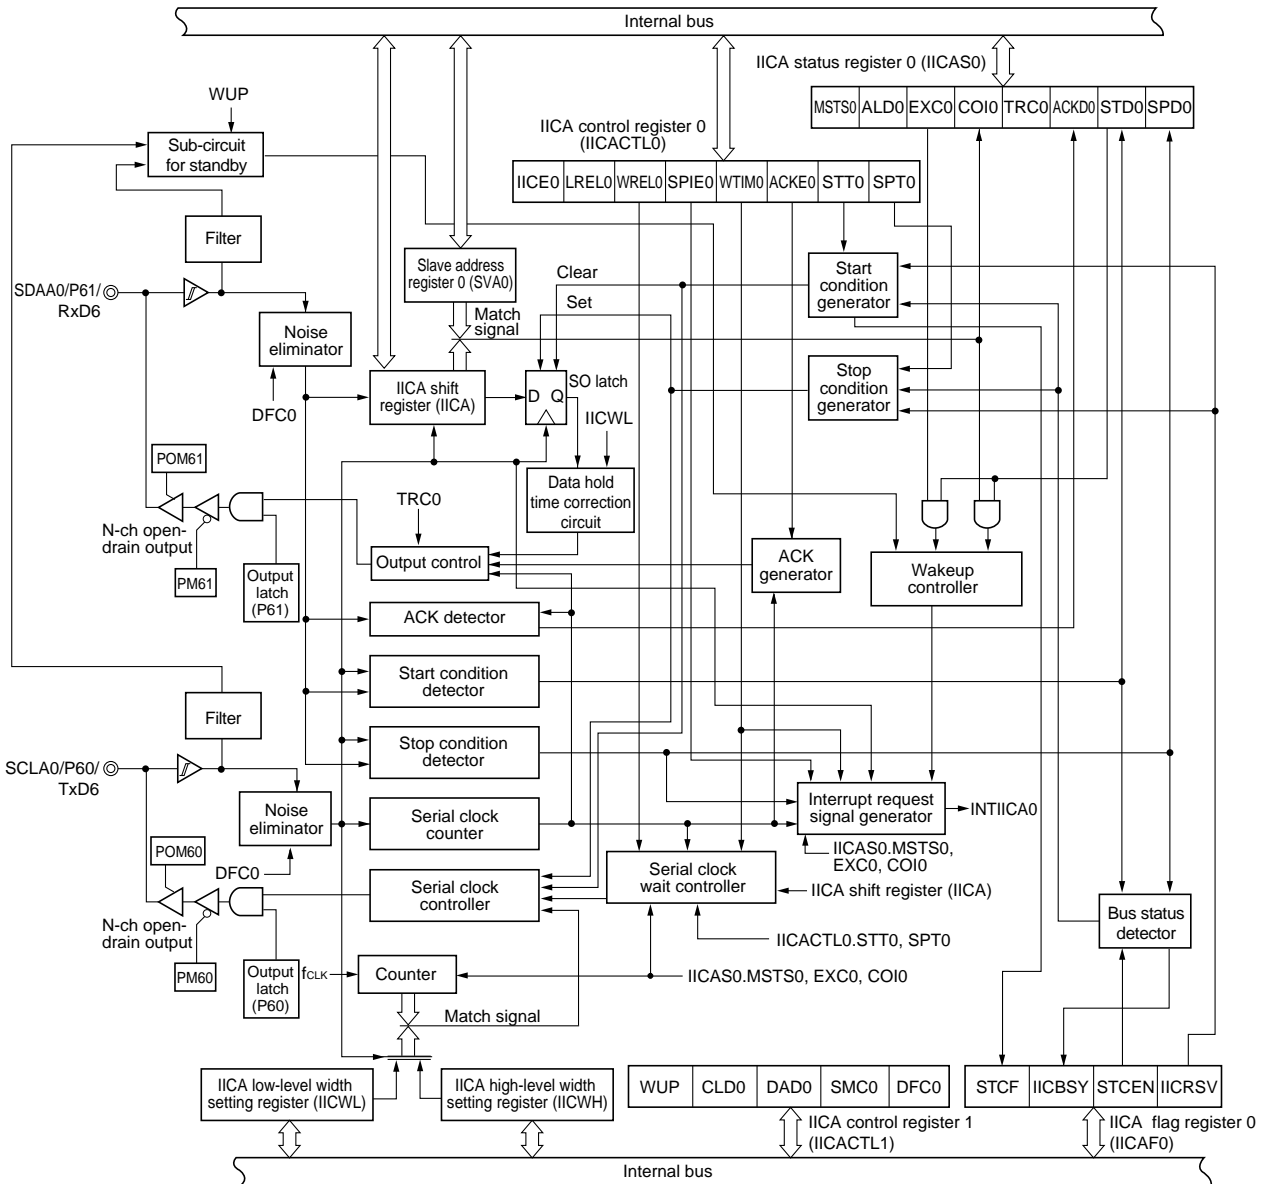 Internal bus
IICA status register 0 (IICAS0)
MSTS0 ALD0 EXC0 COI0 TRC0 ACKD0 STD0 SPD0
WUP
Sub-circuit
for standby
IICA control register 0
(IICACTL0)
IICE0 LREL0 WREL0 SPIE0 WTIM0 ACKE0 STT0 SPT0
Filter
Slave address
register 0 (SVA0)
Clear
Set
Start
condition
generator
SDAA0/P61/
RxD6
Noise
eliminator
Match
signal
DFC0
IICA shift
register (IICA)
D Q
SO latch
IICWL
Stop
condition
generator
POM61
Data hold
time correction
circuit
TRC0
N-ch open-
drain output
PM61
Output
latch
(P61)
Output control
ACK
generator
Wakeup
controller
ACK detector
Start condition
detector
Filter
Stop condition
detector
SCLA0/P60/
TxD6
Noise
eliminator
Serial clock
counter
Interrupt request
signal generator
INTIICA0
IICAS0.MSTS0,
EXC0, COI0
POM60
DFC0
Serial clock
wait controller
IICA shift register (IICA)
Serial clock
controller
N-ch open-
drain output
PM60
Output
latch
(P60)
IICACTL0.STT0, SPT0
Bus status
detector
fCLK
Counter
IICAS0.MSTS0, EXC0, COI0
Match signal
IICA low-level width
setting register (IICWL)
IICA high-level width
setting register (IICWH)
WUP CLD0 DAD0 SMC0 DFC0
STCF IICBSY STCEN IICRSV
IICA control register 1
(IICACTL1)
IICA flag register 0
(IICAF0)
Internal bus